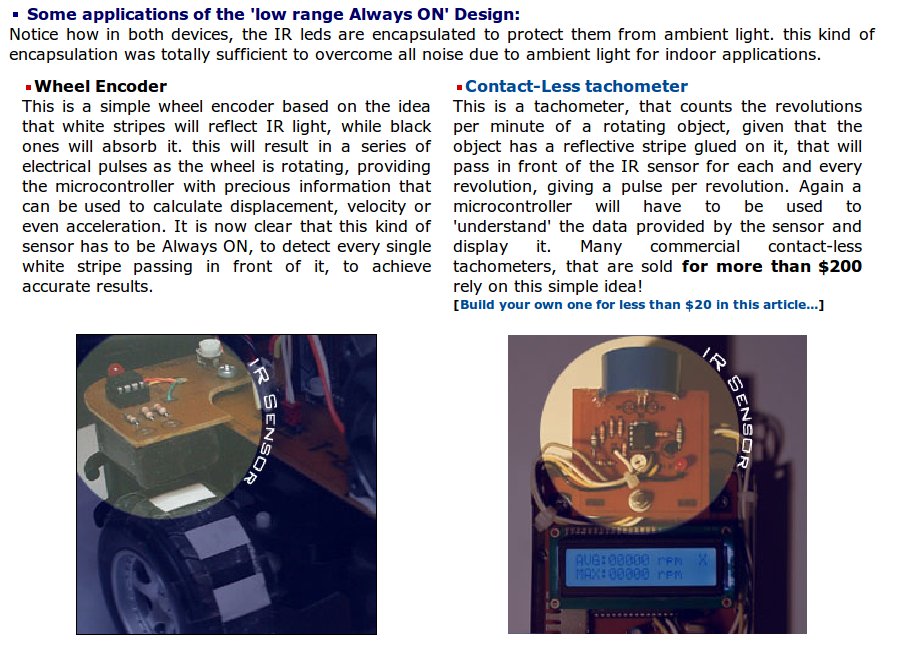 Some applications of the 'low range Always ON' Design:
Notice how in both devices, the IR leds are encapsulated to protect them from ambient light. this kind of
encapsulation was totally sufficient to overcome all noise due to ambient light for indoor applications.
Wheel Encoder
This is a simple wheel encoder based on the idea
that white stripes will reflect IR light, while black
ones will absorb it. this will result in a series of
electrical pulses as the wheel is rotating, providing
the microcontroller with precious information that
can be used to calculate displacement, velocity or
even acceleration. It is now clear that this kind of
sensor has to be Always ON, to detect every single
white stripe passing in front of it, to achieve
accurate results.
Contact-Less tachometer
This is a tachometer, that counts the revolutions
per minute of a rotating object, given that the
object has a reflective stripe glued on it, that will
pass in front of the IR sensor for each and every
revolution, giving a pulse per revolution. Again a
microcontroller will have to be used to
'understand' the data provided by the sensor and
display it. Many commercial contact-less
tachometers, that are sold for more than $200
rely on this simple idea!
[Build your own one for less than $20 in this article...]
IR SENSOR
IR SENSOR
AVG:00000 rpm X
MAX:00000 rpm